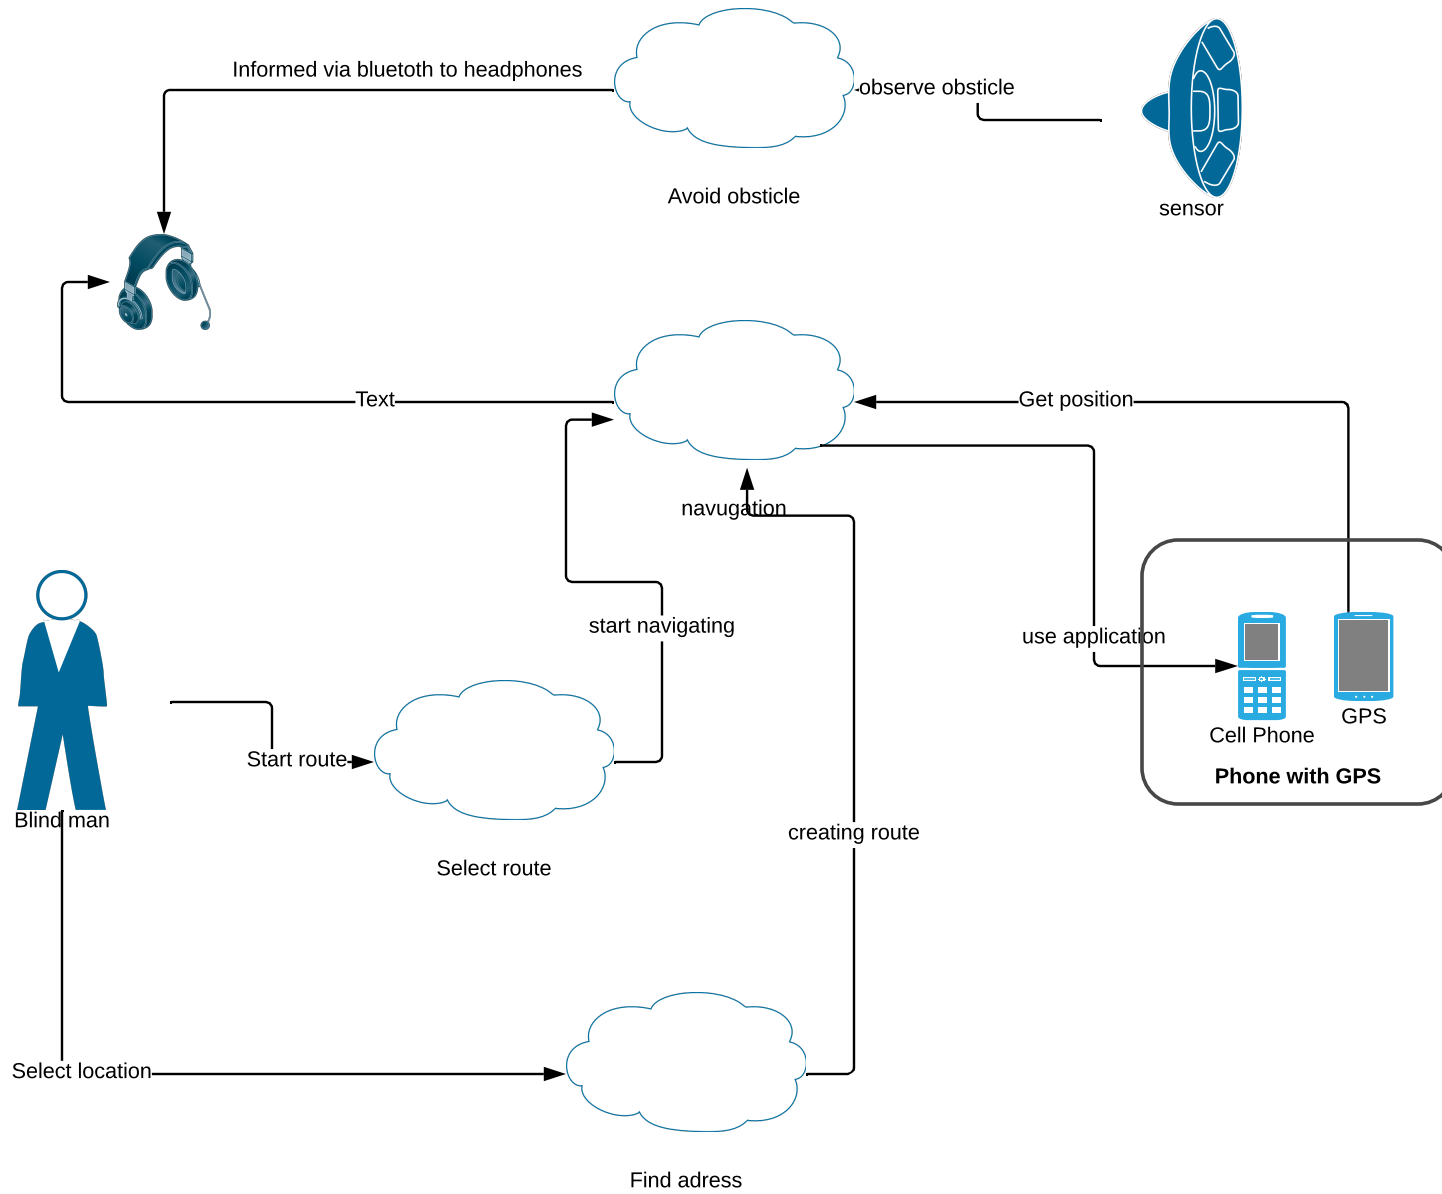 Informed via bluetoth to headphones
observe obsticle
Avoid obsticle
sensor
Text
Get position
navugation
start navigating
use application
GPS
Cell Phone
Phone with GPS
Start route
Blind man
creating route
Select route
Select location
Find adress